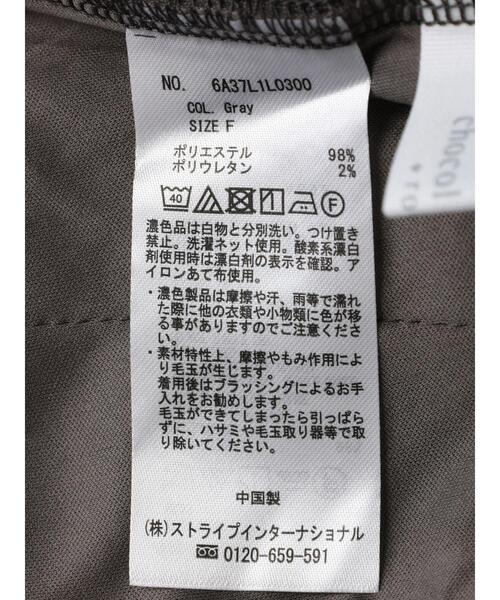 NO. 6A37L1L0300
COL. Gray
SIZE F
ポリエステル 98%
ポリウレタン 2%
40 F
濃色品は白物と分別洗い。つけ置き
禁止。洗濯ネット使用。酸素系漂白
剤使用時は漂白剤の表示を確認。ア
イロンあて布使用。
・濃色製品は摩擦や汗、雨等で濡れ
た際に他の衣類や小物類に色が移
る事がありますのでご注意くださ
い。
・素材特性上、摩擦やもみ作用によ
り毛玉が生じます。
着用後はブラッシングによるお手
入れをお勧めします。
毛玉ができてしまったら引っぱら
ずに、ハサミや毛玉取り器等で取
り除いてください。
中国製
(株)ストライプインターナショナル
0120-659-591
chocol